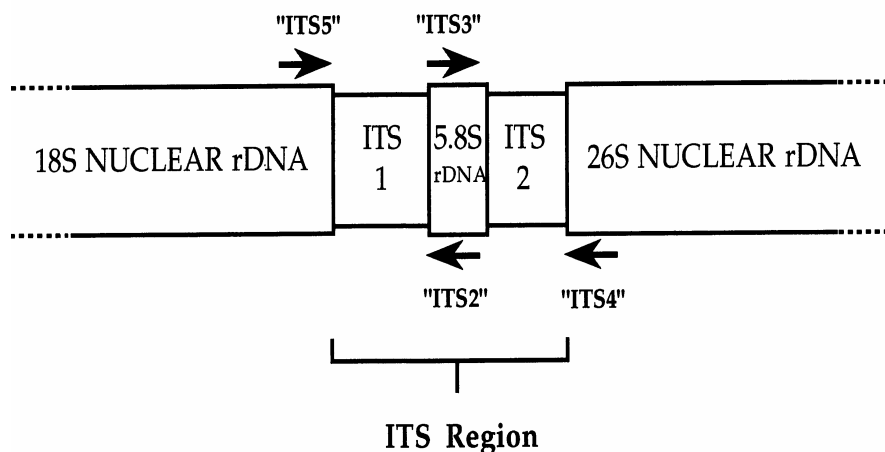 "ITS5" "ITS3"
18S NUCLEAR rDNA
ITS
1
5.8S
rDNA
ITS
2
26S NUCLEAR rDNA
"ITS2" "ITS4"
ITS Region